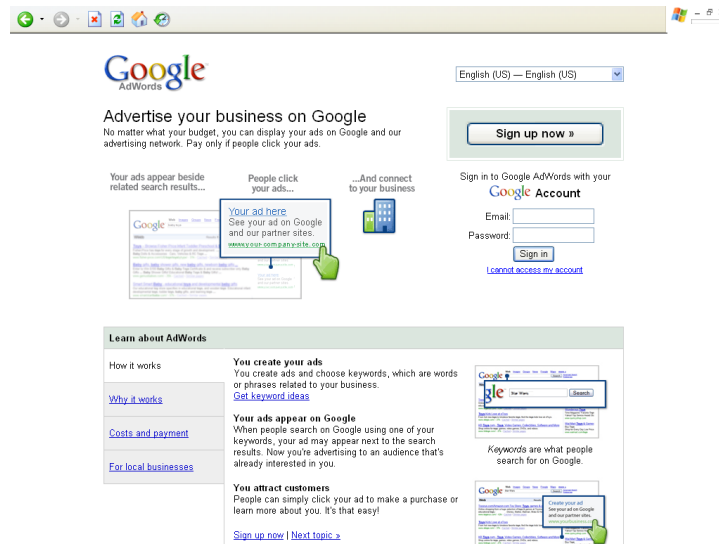 Google
AdWords
English (US) — English (US)
Advertise your business on Google
No matter what your budget, you can display your ads on Google and our
advertising network. Pay only if people click your ads.
Sign up now »
Your ads appear beside
related search results...
People click
your ads...
...And connect
to your business
Google
Your ad here
See your ad on Google
and our partner sites.
www.your-company-site.com
Sign in to Google AdWords with your
Google Account
Email:
Password:
Sign in
I cannot access my account
Learn about AdWords
How it works
Why it works
Costs and payment
For local businesses
You create your ads
You create ads and choose keywords, which are words
or phrases related to your business.
Get keyword ideas
Your ads appear on Google
When people search on Google using one of your
keywords, your ad may appear next to the search
results. Now you're advertising to an audience that's
already interested in you.
You attract customers
People can simply click your ad to make a purchase or
learn more about you. It's that easy!
Sign up now | Next topic »
Google
gle
Star Wars
Search
Keywords are what people
search for on Google.
Google
Create your ad
See your ad on Google
and our partner sites.